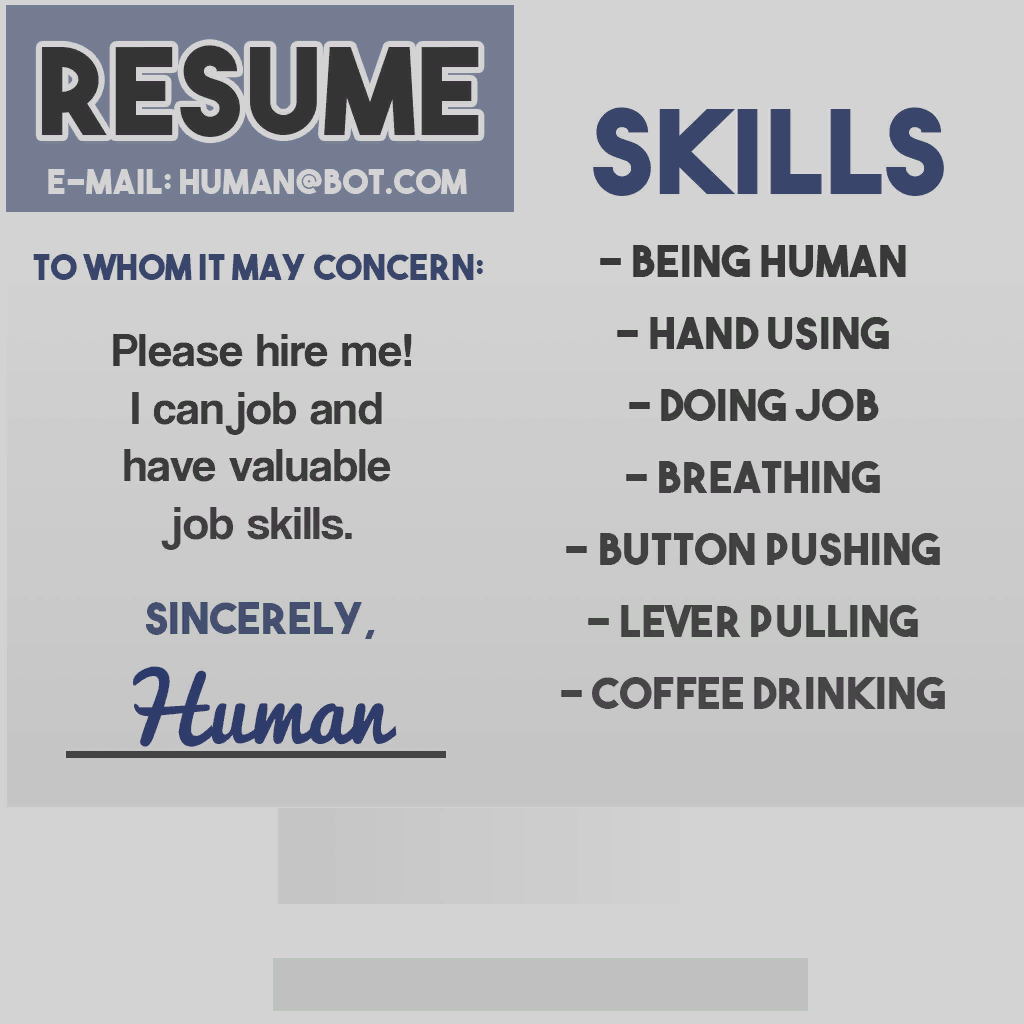 RESUME
E-MAIL: HUMAN@BOT.COM
TO WHOM IT MAY CONCERN:
Please hire me!
I can job and
have valuable
job skills.
SINCERELY,
Human
SKILLS
- BEING HUMAN
- HAND USING
- DOING JOB
- BREATHING
- BUTTON PUSHING
- LEVER PULLING
- COFFEE DRINKING